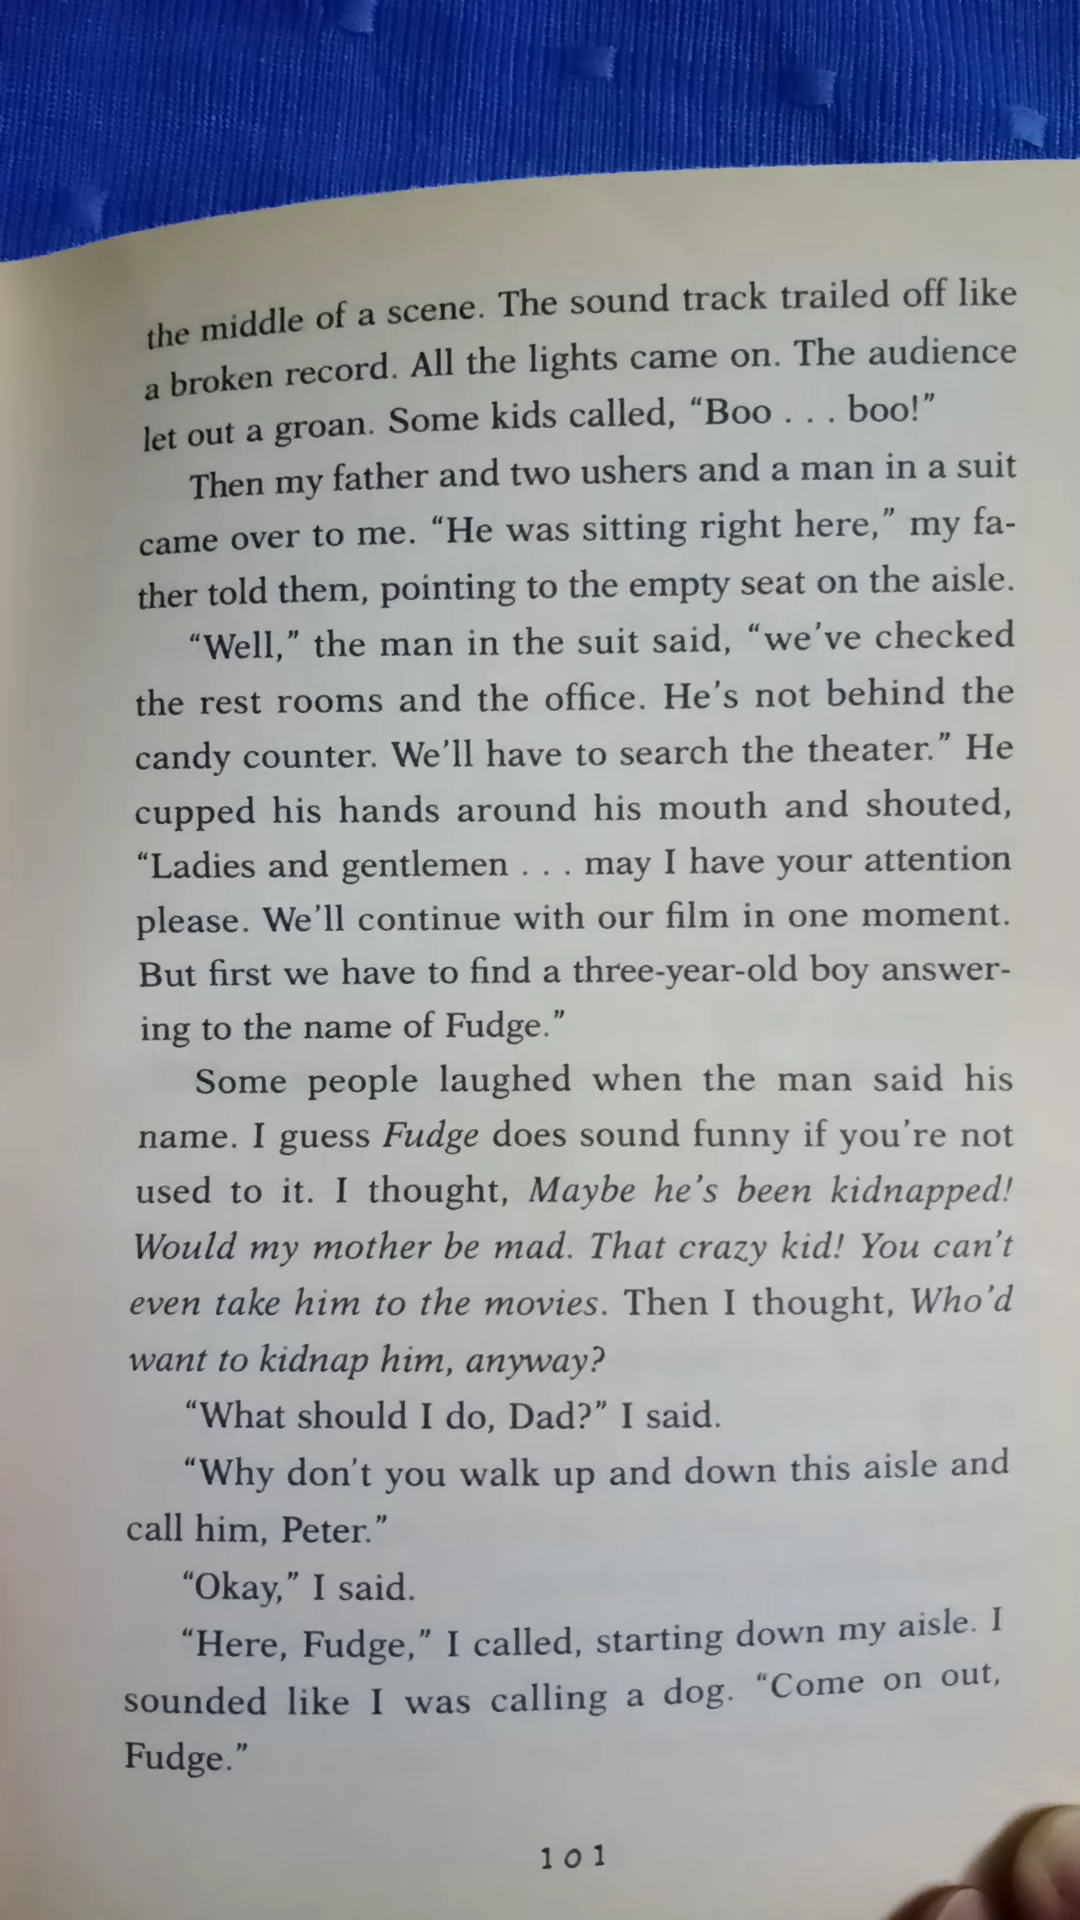 the middle of a scene. The sound track trailed off like
a broken record. All the lights came on. The audience
let out a groan. Some kids called, “Boo . . . boo!”
Then my father and two ushers and a man in a suit
came over to me. “He was sitting right here,” my fa-
ther told them, pointing to the empty seat on the aisle.
“Well,” the man in the suit said, “we’ve checked
the rest rooms and the office. He’s not behind the
candy counter. We’ll have to search the theater.” He
cupped his hands around his mouth and shouted,
“Ladies and gentlemen . . . may I have your attention
please. We’ll continue with our film in one moment.
But first we have to find a three-year-old boy answer-
ing to the name of Fudge.”
Some people laughed when the man said his
name. I guess Fudge does sound funny if you’re not
used to it. I thought, Maybe he’s been kidnapped!
Would my mother be mad. That crazy kid! You can’t
even take him to the movies. Then I thought, Who’d
want to kidnap him, anyway?
“What should I do, Dad?” I said.
“Why don’t you walk up and down this aisle and
call him, Peter.”
“Okay,” I said.
“Here, Fudge,” I called, starting down my aisle. I
sounded like I was calling a dog. “Come on out,
Fudge.”
101